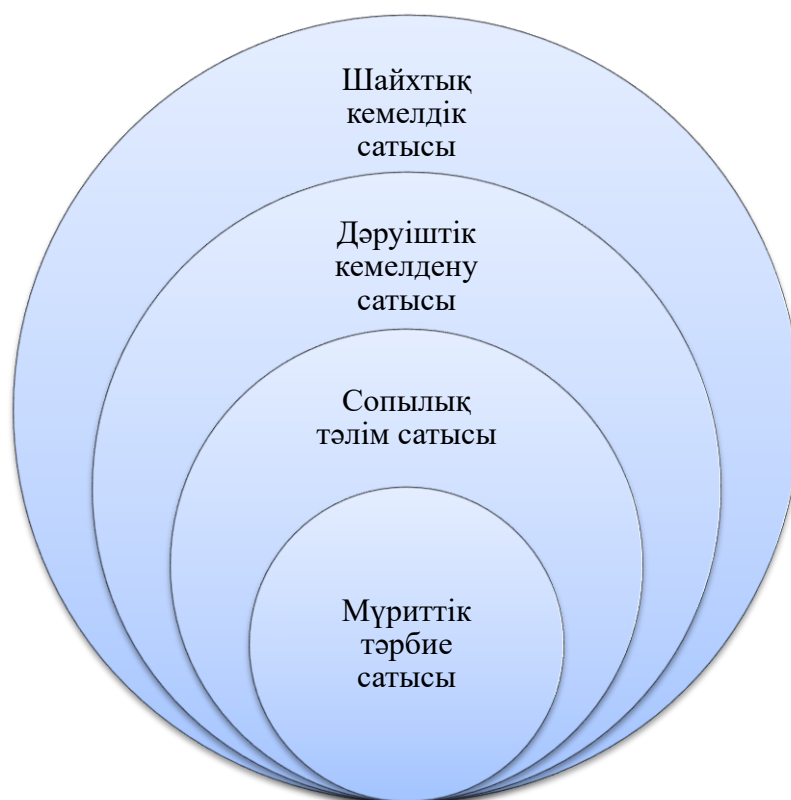 Шайхтық
кемелдік
сатысы
Дәруіштік
кемелдену
сатысы
Сопылық
тәлім сатысы
Мүриттік
тәрбие
сатысы